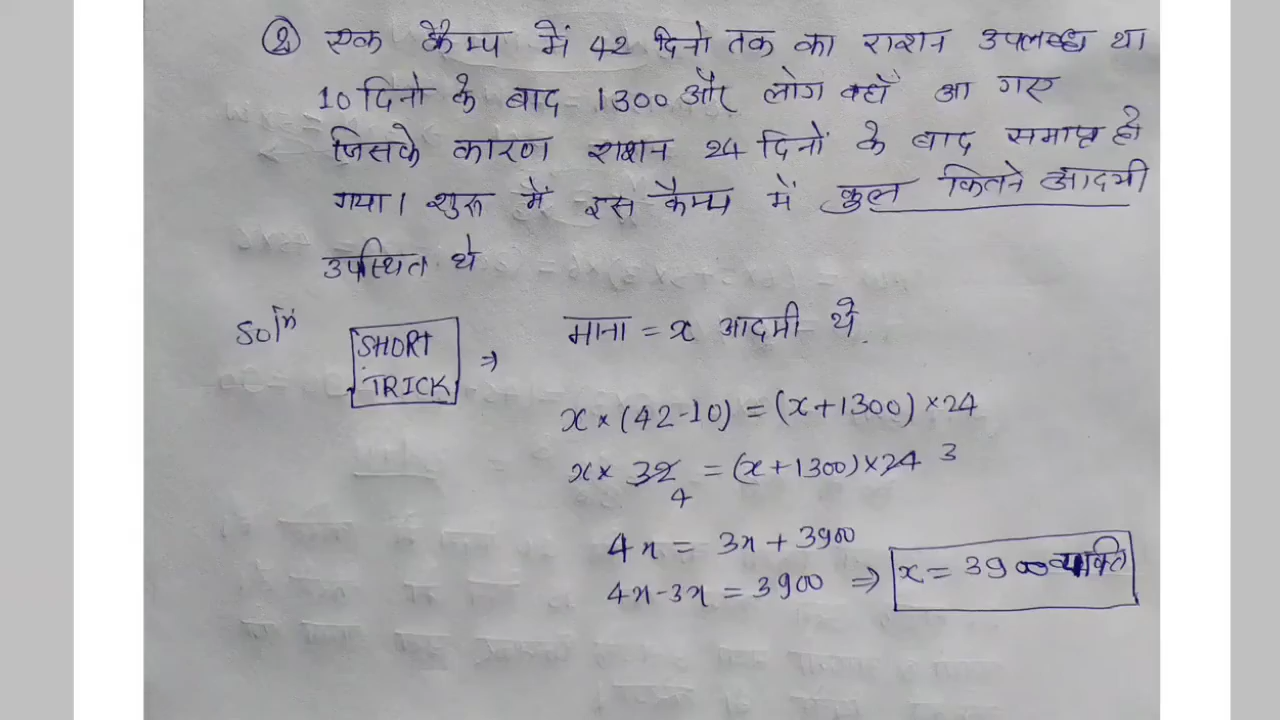 ② एक कैम्प में 42 दिनो तक का राशन उपलब्ध था
10 दिनो के बाद 1300 और लोग वहाँ आ गए
जिसके कारण राशन 24 दिनों के बाद समाप्त हो
गया। शुरू में इस कैम्प में कुल कितने आदमी
उपस्थित थे
Solⁿ
SHORT
TRICK
⇒
माना = x आदमी थे.
x × (42-10) = (x+1300) × 24
x × 32 = (x+1300) × 24 3
4
4x = 3x + 3900
4x-3x = 3900 ⇒ x = 3900 व्यक्ति